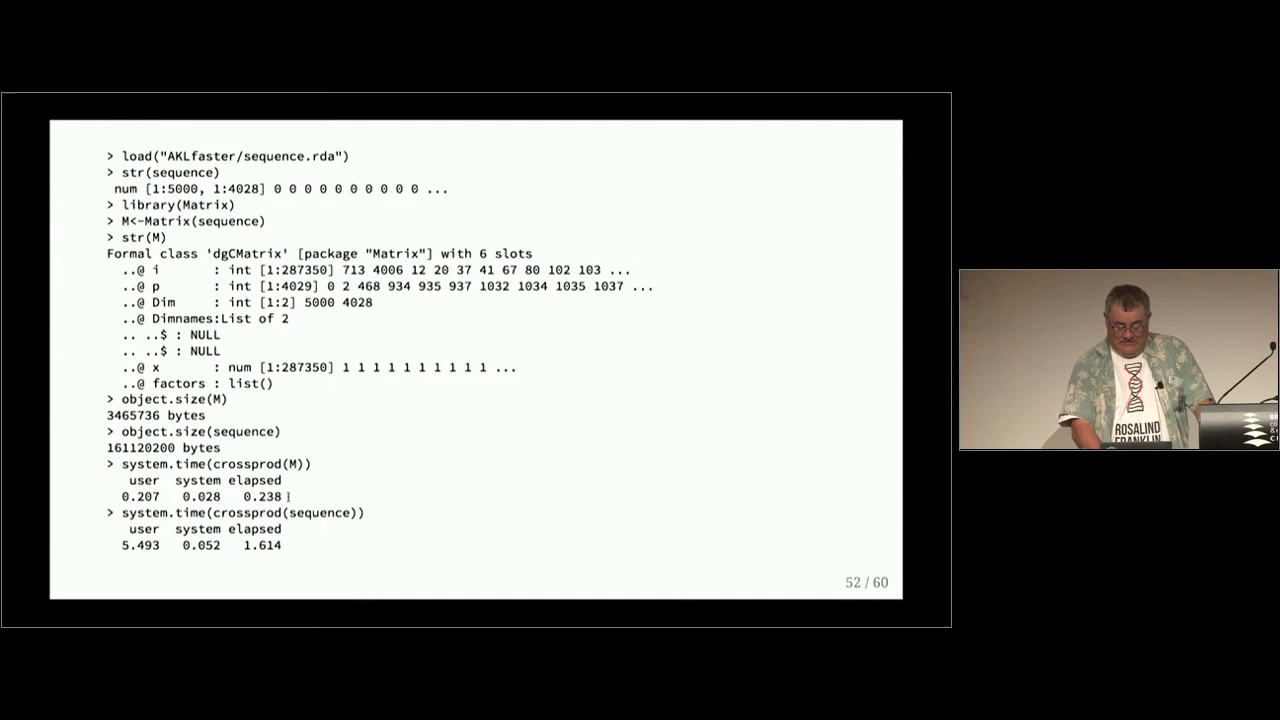 > load("AKLfaster/sequence.rda")
> str(sequence)
num [1:5000, 1:4028] 0 0 0 0 0 0 0 0 0 0 ...
> library(Matrix)
> M<-Matrix(sequence)
> str(M)
Formal class 'dgCMatrix' [package "Matrix"] with 6 slots
..@ i : int [1:287350] 713 4006 12 20 37 41 67 80 102 103 ...
..@ p : int [1:4029] 0 2 468 934 935 937 1032 1034 1035 1037 ...
..@ Dim : int [1:2] 5000 4028
..@ Dimnames:List of 2
.. ..$ : NULL
.. ..$ : NULL
..@ x : num [1:287350] 1 1 1 1 1 1 1 1 1 1 ...
..@ factors : list()
> object.size(M)
3465736 bytes
> object.size(sequence)
161120200 bytes
> system.time(crossprod(M))
user system elapsed
0.207 0.028 0.238
> system.time(crossprod(sequence))
user system elapsed
5.493 0.052 1.614
52 / 60
ROSALIND
FRANKLIN